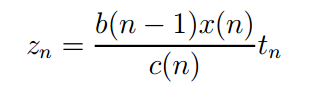 z_n = \frac{b(n-1)x(n)}{c(n)} t_n